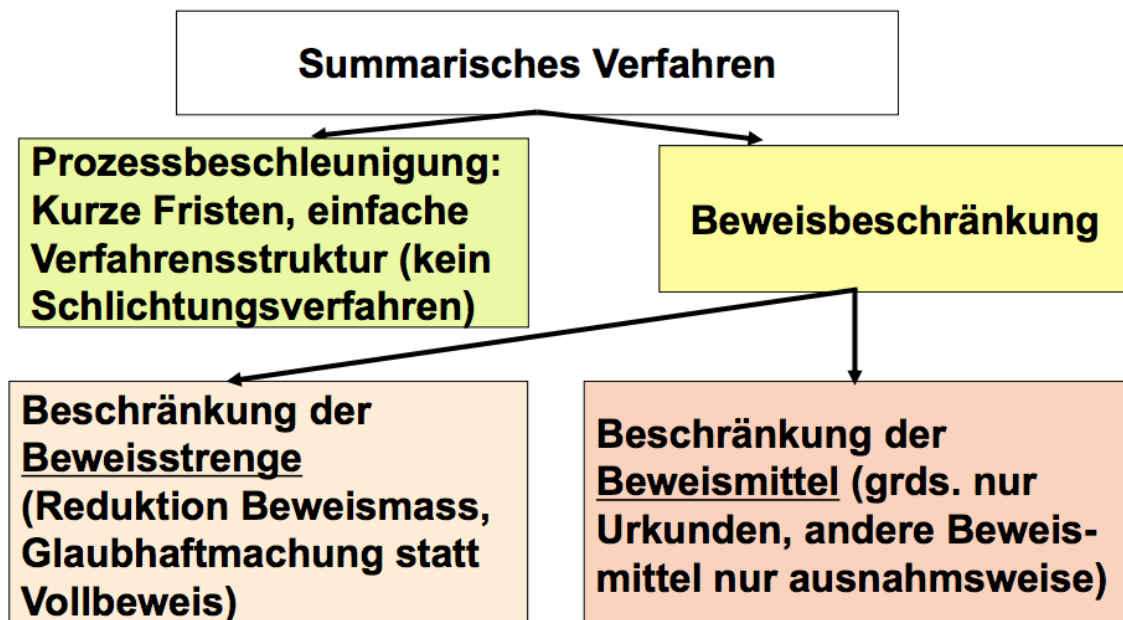 Summarisches Verfahren
Prozessbeschleunigung:
Kurze Fristen, einfache
Verfahrensstruktur (kein
Schlichtungsverfahren)
Beweisbeschränkung
Beschränkung der
Beweisstrenge
(Reduktion Beweismass,
Glaubhaftmachung statt
Vollbeweis)
Beschränkung der
Beweismittel (grds. nur
Urkunden, andere Beweis-
mittel nur ausnahmsweise)